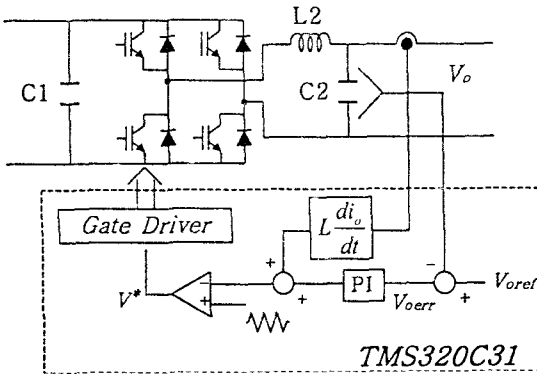 L2
C1
C2
V_o
L di_o/dt
Gate Driver
+
+
-
PI
-
+
V_oref
V_oerr
V*
-
+
TMS320C31